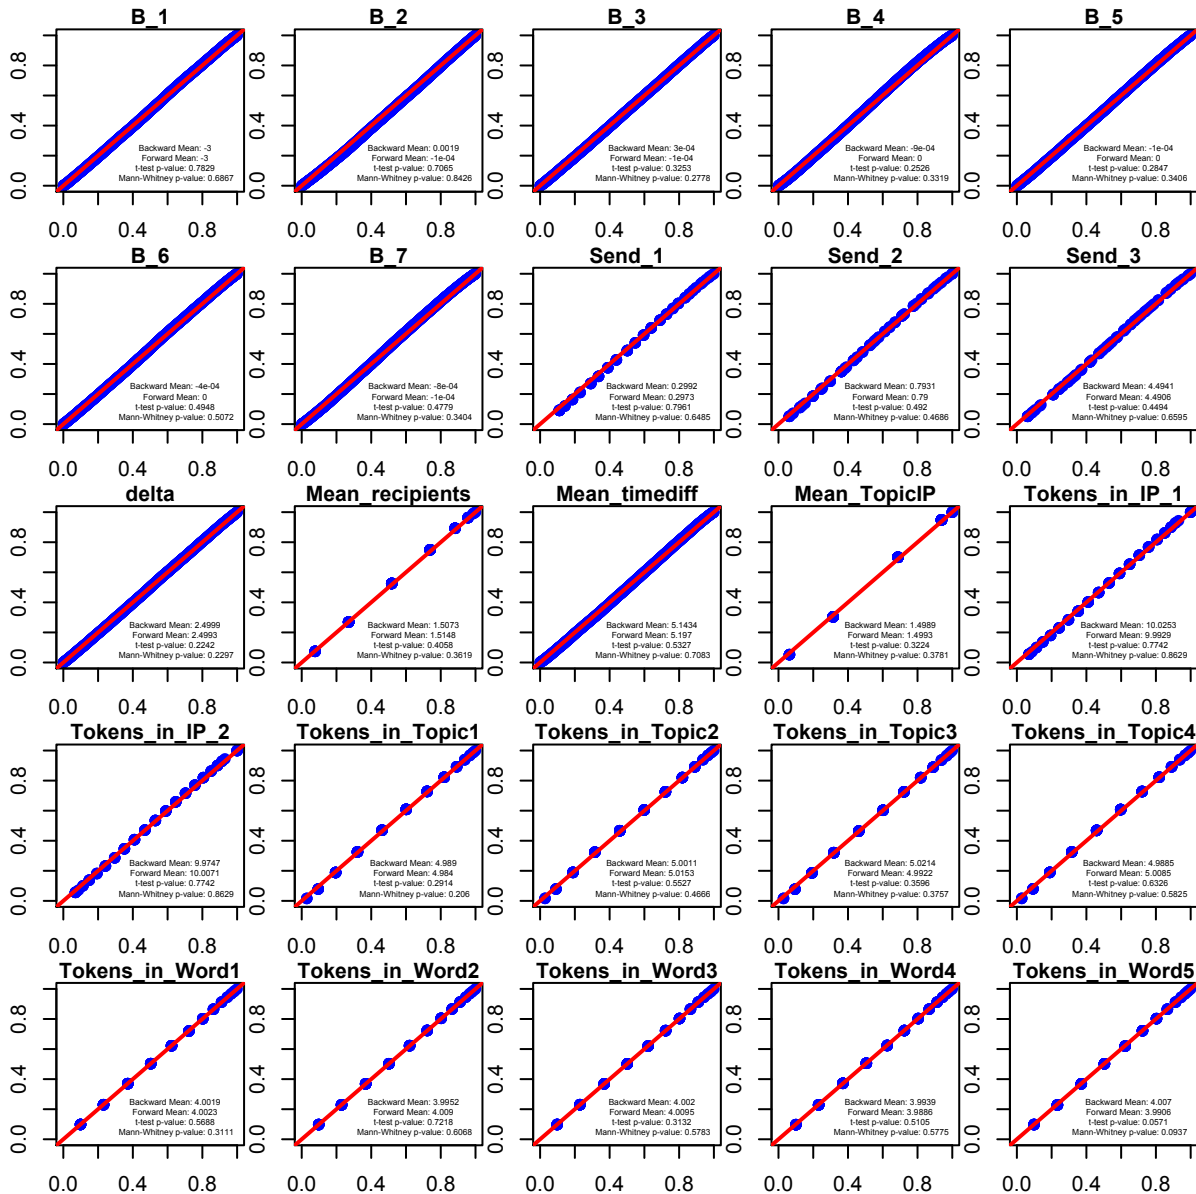 B_1
B_2
B_3
B_4
B_5
0.0 0.4 0.8
Backward Mean: -3
Forward Mean: -3
t-test p-value: 0.7829
Mann-Whitney p-value: 0.6867
0.0 0.4 0.8
0.0 0.4 0.8
Backward Mean: 0.0019
Forward Mean: -1e-04
t-test p-value: 0.7065
Mann-Whitney p-value: 0.8426
0.0 0.4 0.8
0.0 0.4 0.8
Backward Mean: 3e-04
Forward Mean: -1e-04
t-test p-value: 0.3253
Mann-Whitney p-value: 0.2778
0.0 0.4 0.8
0.0 0.4 0.8
Backward Mean: -9e-04
Forward Mean: 0
t-test p-value: 0.2526
Mann-Whitney p-value: 0.3319
0.0 0.4 0.8
0.0 0.4 0.8
Backward Mean: -1e-04
Forward Mean: 0
t-test p-value: 0.2847
Mann-Whitney p-value: 0.3406
0.0 0.4 0.8
B_6
B_7
Send_1
Send_2
Send_3
0.0 0.4 0.8
Backward Mean: -4e-04
Forward Mean: 0
t-test p-value: 0.4948
Mann-Whitney p-value: 0.5072
0.0 0.4 0.8
0.0 0.4 0.8
Backward Mean: -8e-04
Forward Mean: -1e-04
t-test p-value: 0.4779
Mann-Whitney p-value: 0.3404
0.0 0.4 0.8
0.0 0.4 0.8
Backward Mean: 0.2992
Forward Mean: 0.2973
t-test p-value: 0.7961
Mann-Whitney p-value: 0.6485
0.0 0.4 0.8
0.0 0.4 0.8
Backward Mean: 0.7931
Forward Mean: 0.79
t-test p-value: 0.492
Mann-Whitney p-value: 0.4686
0.0 0.4 0.8
0.0 0.4 0.8
Backward Mean: 4.4941
Forward Mean: 4.4906
t-test p-value: 0.4494
Mann-Whitney p-value: 0.6595
0.0 0.4 0.8
delta
Mean_recipients
Mean_timediff
Mean_TopicIP
Tokens_in_IP_1
0.0 0.4 0.8
Backward Mean: 2.4999
Forward Mean: 2.4993
t-test p-value: 0.2242
Mann-Whitney p-value: 0.2297
0.0 0.4 0.8
0.0 0.4 0.8
Backward Mean: 1.5073
Forward Mean: 1.5148
t-test p-value: 0.4058
Mann-Whitney p-value: 0.3619
0.0 0.4 0.8
0.0 0.4 0.8
Backward Mean: 5.1434
Forward Mean: 5.197
t-test p-value: 0.5327
Mann-Whitney p-value: 0.7083
0.0 0.4 0.8
0.0 0.4 0.8
Backward Mean: 1.4989
Forward Mean: 1.4993
t-test p-value: 0.3224
Mann-Whitney p-value: 0.3781
0.0 0.4 0.8
0.0 0.4 0.8
Backward Mean: 10.0253
Forward Mean: 9.9929
t-test p-value: 0.7742
Mann-Whitney p-value: 0.8629
0.0 0.4 0.8
Tokens_in_IP_2
Tokens_in_Topic1
Tokens_in_Topic2
Tokens_in_Topic3
Tokens_in_Topic4
0.0 0.4 0.8
Backward Mean: 9.9747
Forward Mean: 10.0071
t-test p-value: 0.7742
Mann-Whitney p-value: 0.8629
0.0 0.4 0.8
0.0 0.4 0.8
Backward Mean: 4.989
Forward Mean: 4.984
t-test p-value: 0.2914
Mann-Whitney p-value: 0.206
0.0 0.4 0.8
0.0 0.4 0.8
Backward Mean: 5.0011
Forward Mean: 5.0153
t-test p-value: 0.5527
Mann-Whitney p-value: 0.4666
0.0 0.4 0.8
0.0 0.4 0.8
Backward Mean: 5.0214
Forward Mean: 4.9922
t-test p-value: 0.3596
Mann-Whitney p-value: 0.3757
0.0 0.4 0.8
0.0 0.4 0.8
Backward Mean: 4.9885
Forward Mean: 5.0085
t-test p-value: 0.6326
Mann-Whitney p-value: 0.5825
0.0 0.4 0.8
Tokens_in_Word1
Tokens_in_Word2
Tokens_in_Word3
Tokens_in_Word4
Tokens_in_Word5
0.0 0.4 0.8
Backward Mean: 4.0019
Forward Mean: 4.0023
t-test p-value: 0.5688
Mann-Whitney p-value: 0.3111
0.0 0.4 0.8
0.0 0.4 0.8
Backward Mean: 3.9952
Forward Mean: 4.009
t-test p-value: 0.7218
Mann-Whitney p-value: 0.6068
0.0 0.4 0.8
0.0 0.4 0.8
Backward Mean: 4.002
Forward Mean: 4.0095
t-test p-value: 0.3132
Mann-Whitney p-value: 0.5783
0.0 0.4 0.8
0.0 0.4 0.8
Backward Mean: 3.9939
Forward Mean: 3.9886
t-test p-value: 0.5105
Mann-Whitney p-value: 0.5775
0.0 0.4 0.8
0.0 0.4 0.8
Backward Mean: 4.007
Forward Mean: 3.9906
t-test p-value: 0.0571
Mann-Whitney p-value: 0.0937
0.0 0.4 0.8